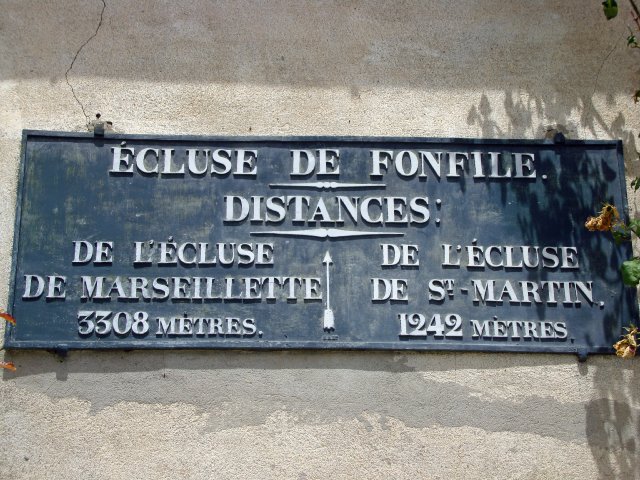 ÉCLUSE DE FONFILE.
DISTANCES:
DE L'ÉCLUSE
DE MARSEILLETTE
3308 MÈTRES.
DE L'ÉCLUSE
DE ST-MARTIN,
1242 MÈTRES.